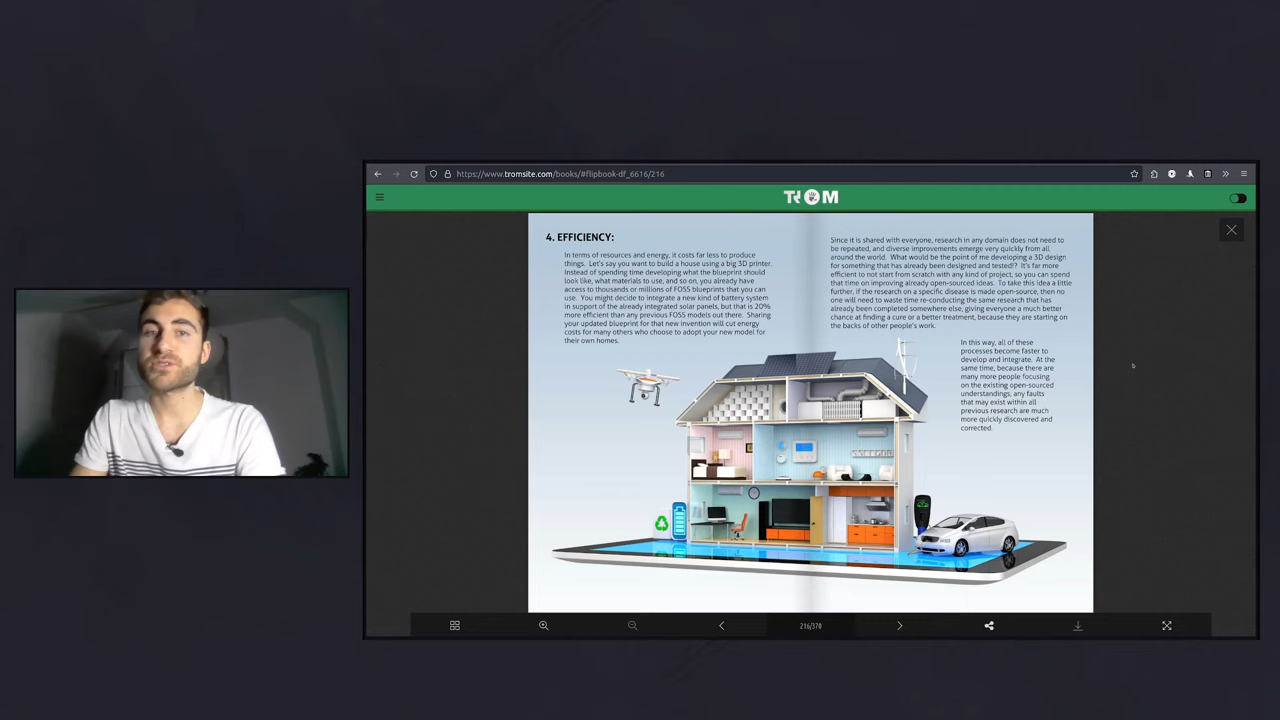 https://www.tromsite.com/books/#flipbook-df_6616/216
TROM
4. EFFICIENCY:
In terms of resources and energy, it costs far less to produce
things. Let's say you want to build a house using a big 3D printer.
Instead of spending time developing what the blueprint should
look like, what materials to use, and so on, you already have
access to thousands or millions of FOSS blueprints that you can
use. You might decide to integrate a new kind of battery system
in support of the already integrated solar panels, but that is 20%
more efficient than any previous FOSS models out there. Sharing
your updated blueprint for that new invention will cut energy
costs for many others who choose to adopt your new model for
their own homes.
Since it is shared with everyone, research in any domain does not need to
be repeated, and diverse improvements emerge very quickly from all
around the world. What would be the point of me developing a 3D design
for something that has already been designed and tested!? It's far more
efficient to not start from scratch with any kind of project, so you can spend
that time on improving already open-sourced ideas. To take this idea a little
further, if the research on a specific disease is made open-source, then no
one will need to waste time re-conducting the same research that has
already been completed somewhere else, giving everyone a much better
chance at finding a cure or a better treatment, because they are starting on
the backs of other people's work.
In this way, all of these
processes become faster to
develop and integrate. At the
same time, because there are
many more people focusing
on the existing open-sourced
understandings, any faults
that may exist within all
previous research are much
more quickly discovered and
corrected.
216/370